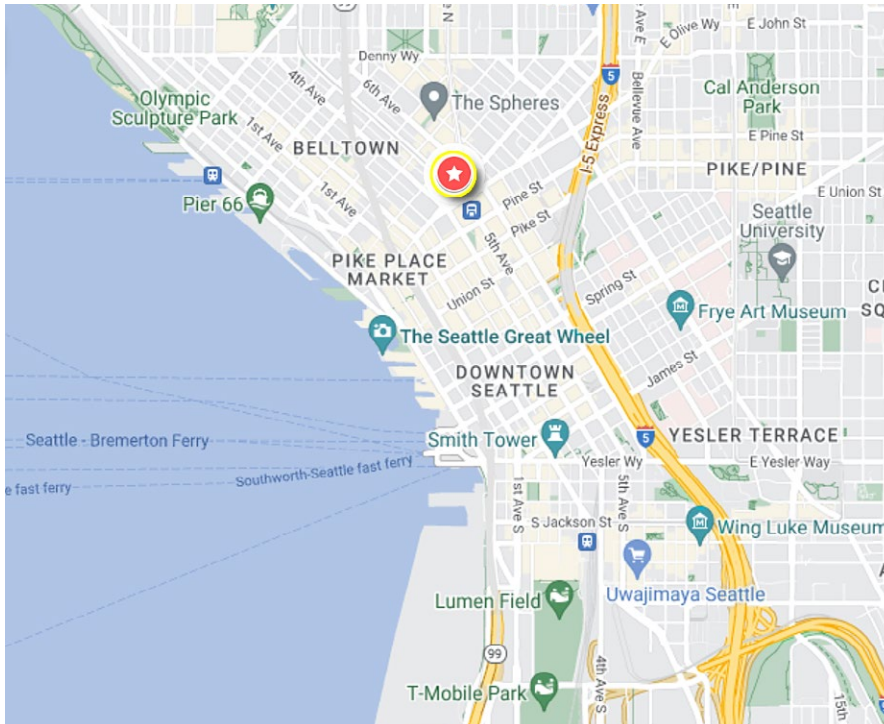 99
E Olive Wy
E John St
Denny Wy
5
Bellevue Ave
Cal Anderson
Park
4th Ave
6th Ave
The Spheres
Olympic
Sculpture Park
1st Ave
BELLTOWN
I-5 Express
E Pine St
PIKE/PINE
1st Ave
Pine St
E Union St
Pier 66
Pike St
Seattle
University
5th Ave
PIKE PLACE
MARKET
Union St
Spring St
Frye Art Museum
The Seattle Great Wheel
DOWNTOWN
SEATTLE
James St
Smith Tower
5
YESLER TERRACE
Seattle - Bremerton Ferry
Yesler Wy
E Yesler Way
Southworth-Seattle fast ferry
e fast ferry
1st Ave S
5th Ave S
S Jackson St
Wing Luke Museum
Uwajimaya Seattle
Lumen Field
99
4th Ave S
T-Mobile Park
15th